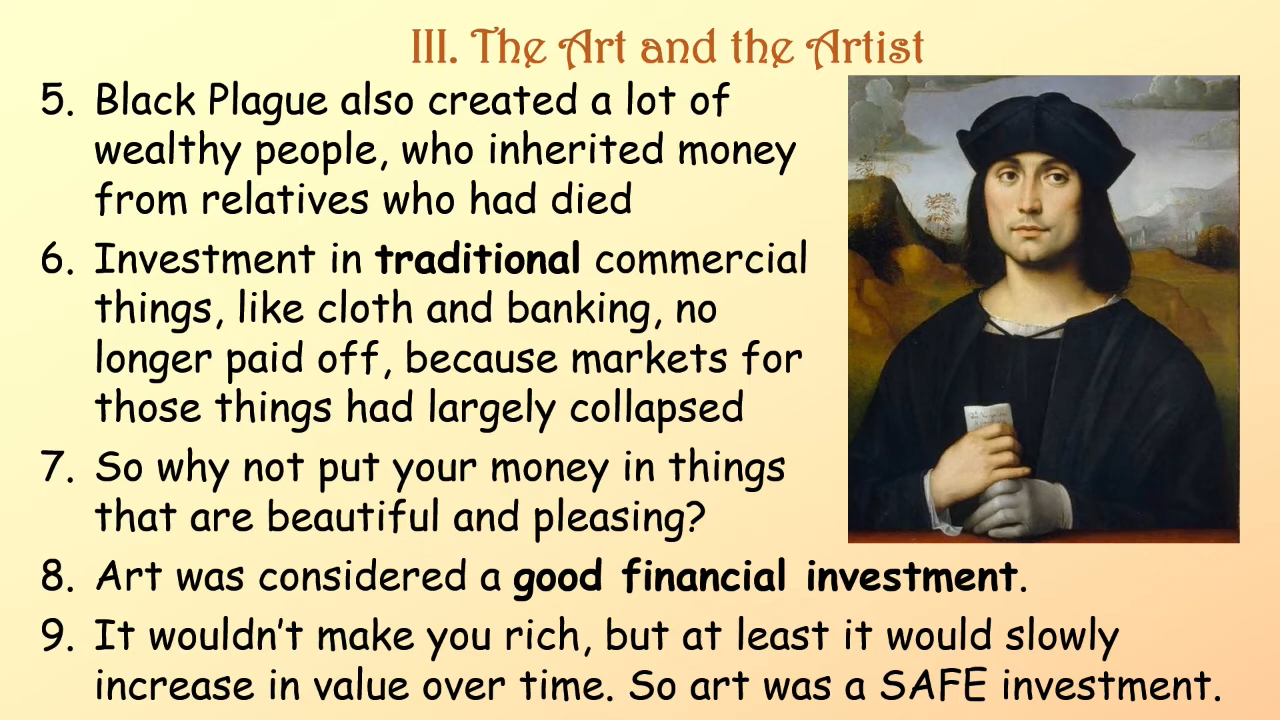 III. The Art and the Artist
5. Black Plague also created a lot of
wealthy people, who inherited money
from relatives who had died
6. Investment in traditional commercial
things, like cloth and banking, no
longer paid off, because markets for
those things had largely collapsed
7. So why not put your money in things
that are beautiful and pleasing?
8. Art was considered a good financial investment.
9. It wouldn’t make you rich, but at least it would slowly
increase in value over time. So art was a SAFE investment.